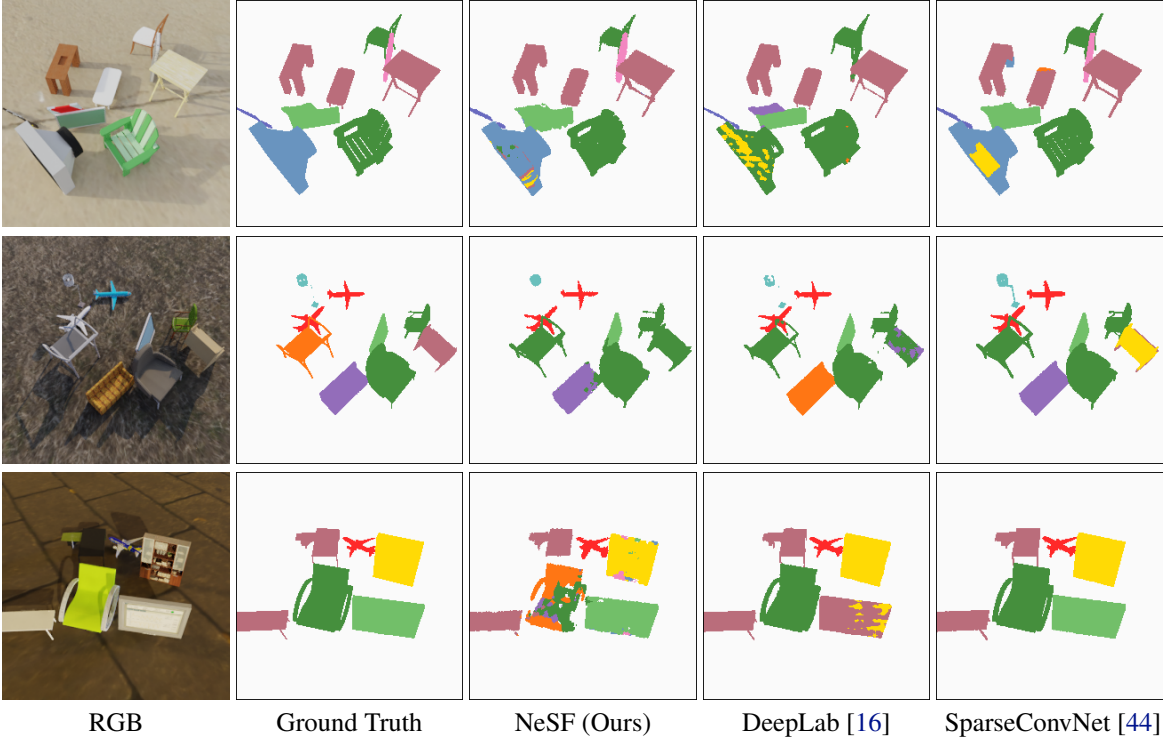 RGB
Ground Truth
NeSF (Ours)
DeepLab [16]
SparseConvNet [44]